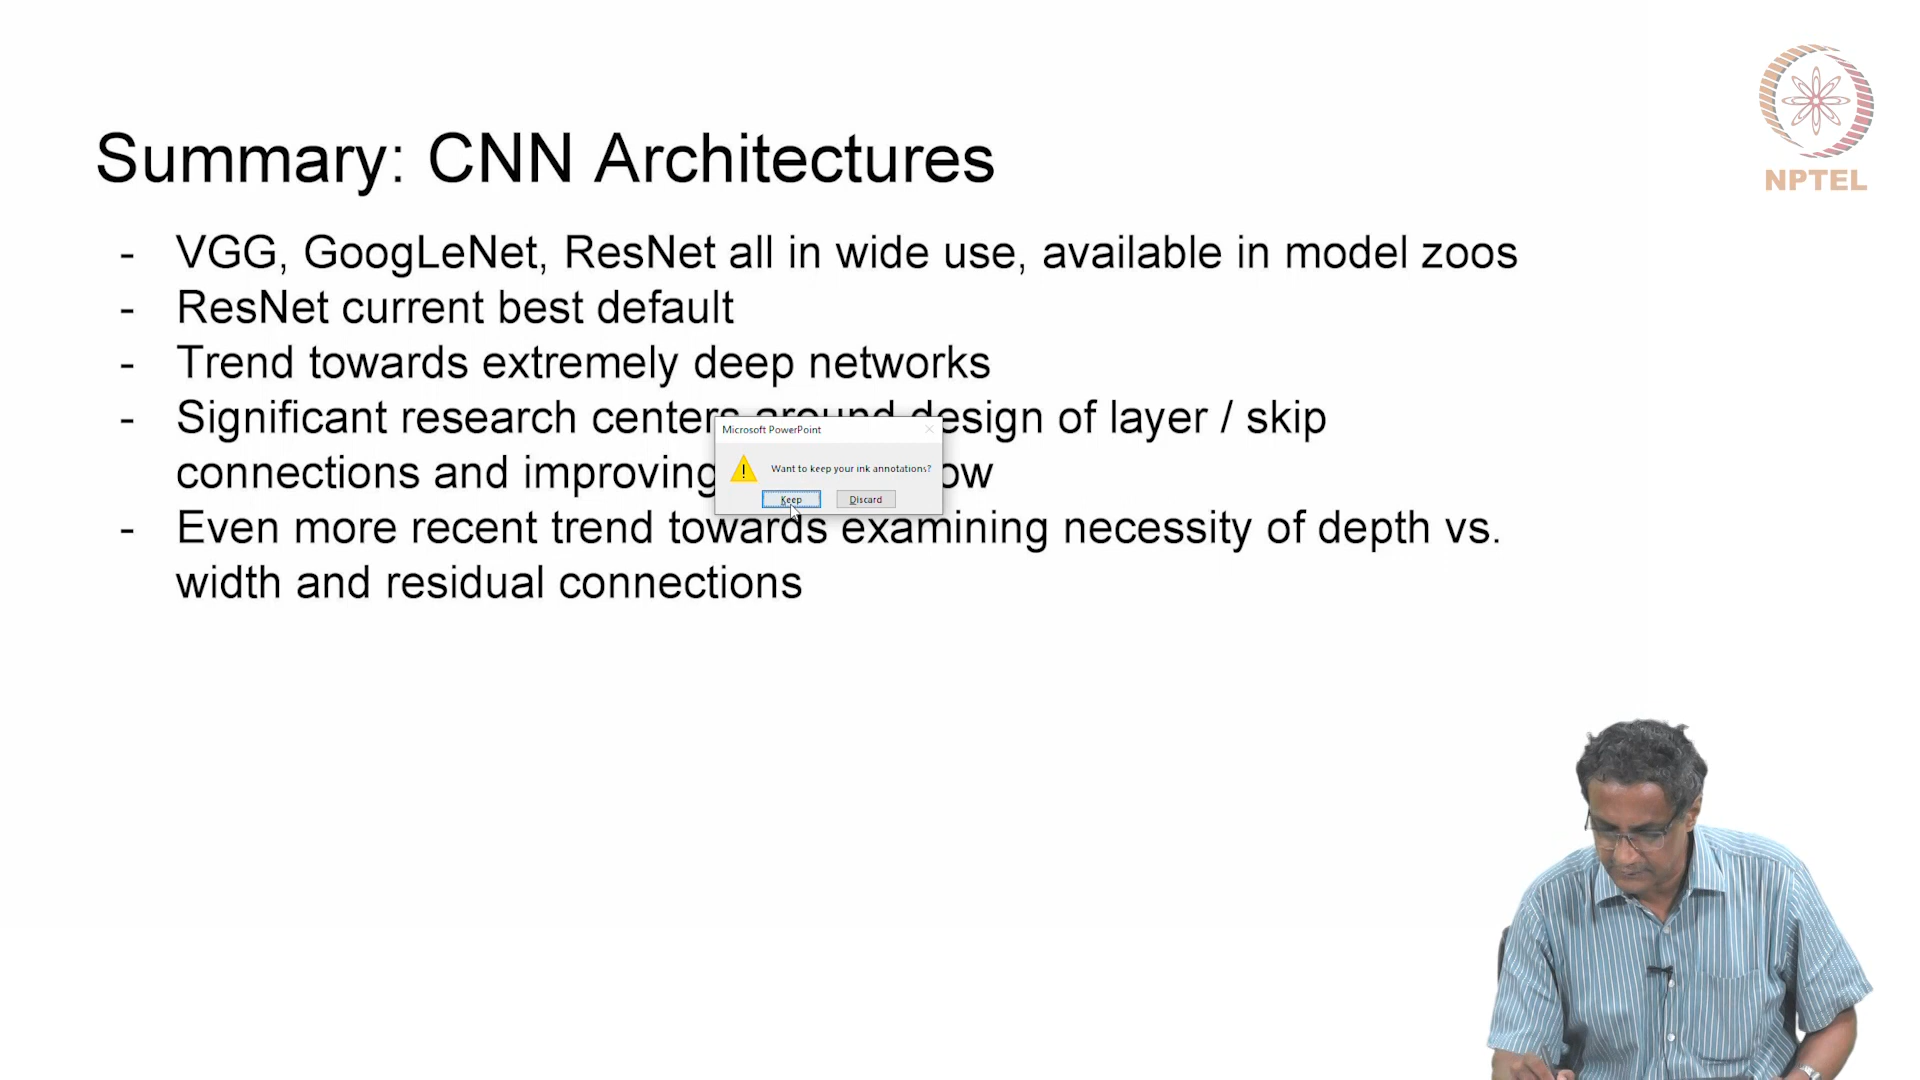 NPTEL
Summary: CNN Architectures
- VGG, GoogLeNet, ResNet all in wide use, available in model zoos
- ResNet current best default
- Trend towards extremely deep networks
- Significant research centers around design of layer / skip
connections and improving
- Even more recent trend towards examining necessity of depth vs.
width and residual connections
Microsoft PowerPoint
Want to keep your ink annotations?
Keep Discard